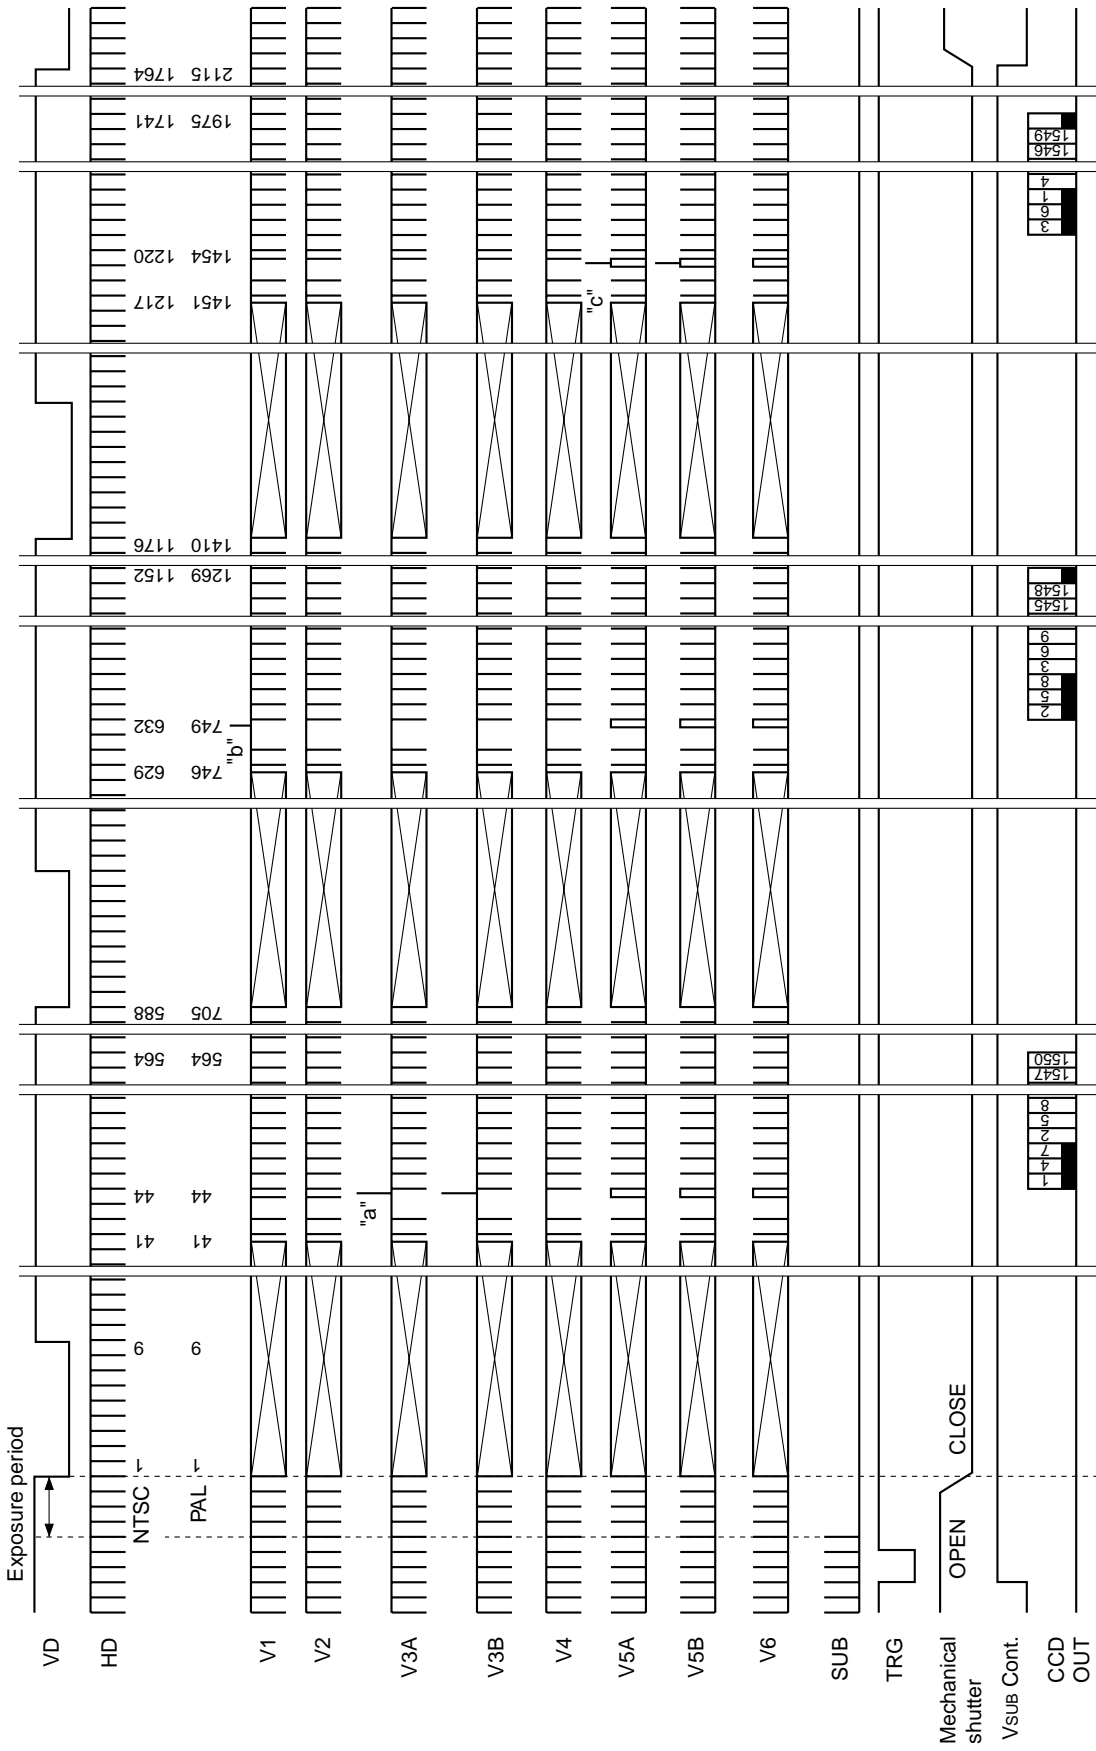 Exposure period
VD
HD
NTSC 1 9 41 44 564 588 629 632 1152 1176 1217 1220 1741 1764
PAL 1 9 41 44 564 705 746 749 1269 1410 1451 1454 1975 2115
"b"
V1
V2
"a"
V3A
V3B
V4
"c"
V5A
V5B
V6
SUB
TRG
Mechanical
shutter
OPEN CLOSE
VSUB Cont.
CCD
OUT
1 4 7 2 5 8 1547 1550 2 5 8 3 6 9 1545 1548 3 6 1 4 1546 1549